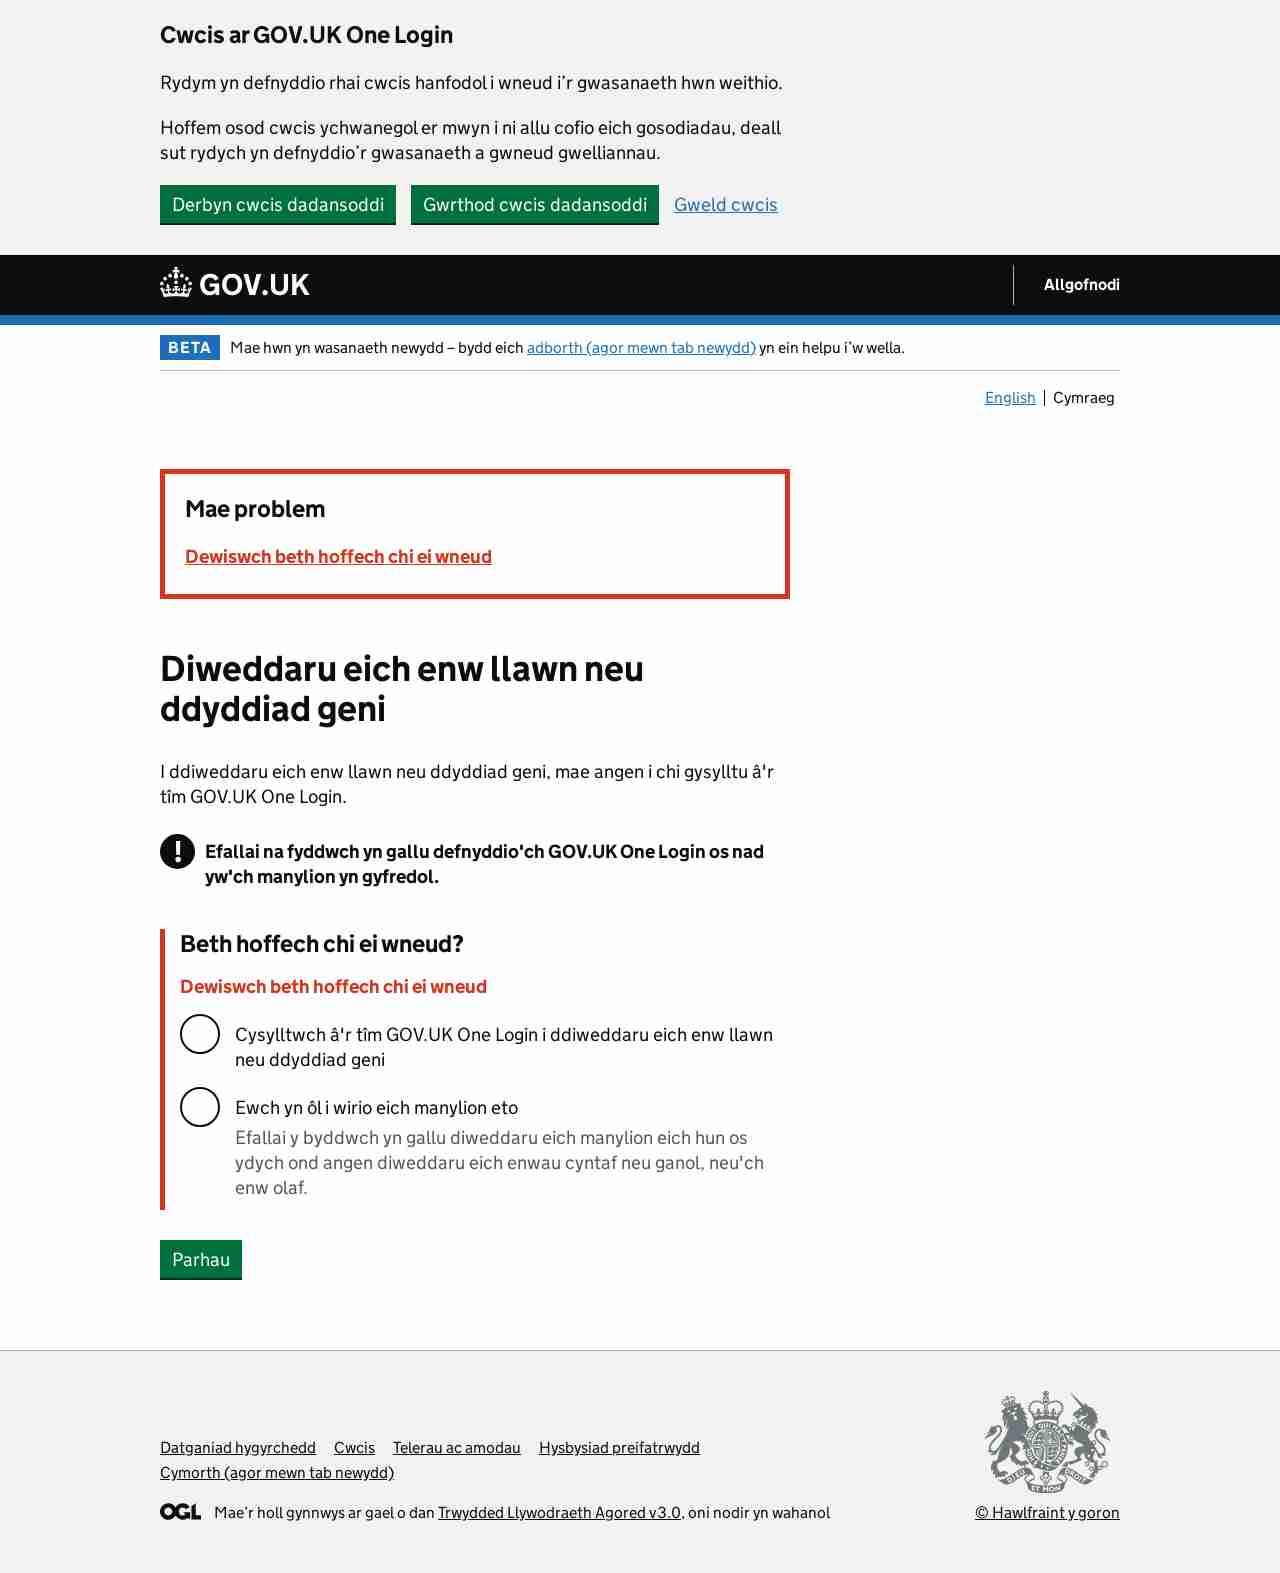 Cwcis ar GOV.UK One Login
Rydym yn defnyddio rhai cwcis hanfodol i wneud i’r gwasanaeth hwn weithio.
Hoffem osod cwcis ychwanegol er mwyn i ni allu cofio eich gosodiadau, deall
sut rydych yn defnyddio’r gwasanaeth a gwneud gwelliannau.
Derbyn cwcis dadansoddi Gwrthod cwcis dadansoddi Gweld cwcis
GOV.UK Allgofnodi
BETA Mae hwn yn wasanaeth newydd – bydd eich adborth (agor mewn tab newydd) yn ein helpu i’w wella.
English Cymraeg
Mae problem
Dewiswch beth hoffech chi ei wneud
Diweddaru eich enw llawn neu
ddyddiad geni
I ddiweddaru eich enw llawn neu ddyddiad geni, mae angen i chi gysylltu â'r
tîm GOV.UK One Login.
! Efallai na fyddwch yn gallu defnyddio'ch GOV.UK One Login os nad
yw'ch manylion yn gyfredol.
Beth hoffech chi ei wneud?
Dewiswch beth hoffech chi ei wneud
Cysylltwch â'r tîm GOV.UK One Login i ddiweddaru eich enw llawn
neu ddyddiad geni
Ewch yn ôl i wirio eich manylion eto
Efallai y byddwch yn gallu diweddaru eich manylion eich hun os
ydych ond angen diweddaru eich enwau cyntaf neu ganol, neu'ch
enw olaf.
Parhau
Datganiad hygyrchedd Cwcis Telerau ac amodau Hysbysiad preifatrwydd
Cymorth (agor mewn tab newydd)
OGL Mae’r holl gynnwys ar gael o dan Trwydded Llywodraeth Agored v3.0, oni nodir yn wahanol
© Hawlfraint y goron